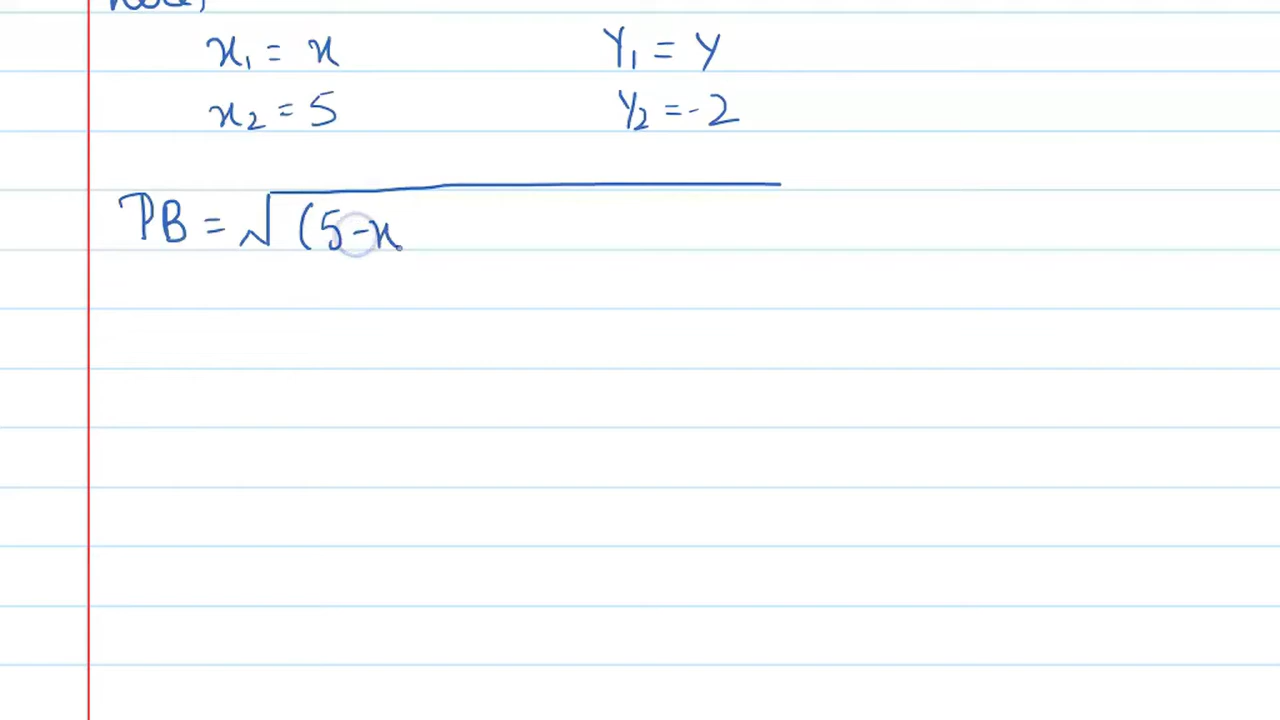 x₁ = x    Y₁ = Y
x₂ = 5    Y₂ = -2
PB = √(5-x